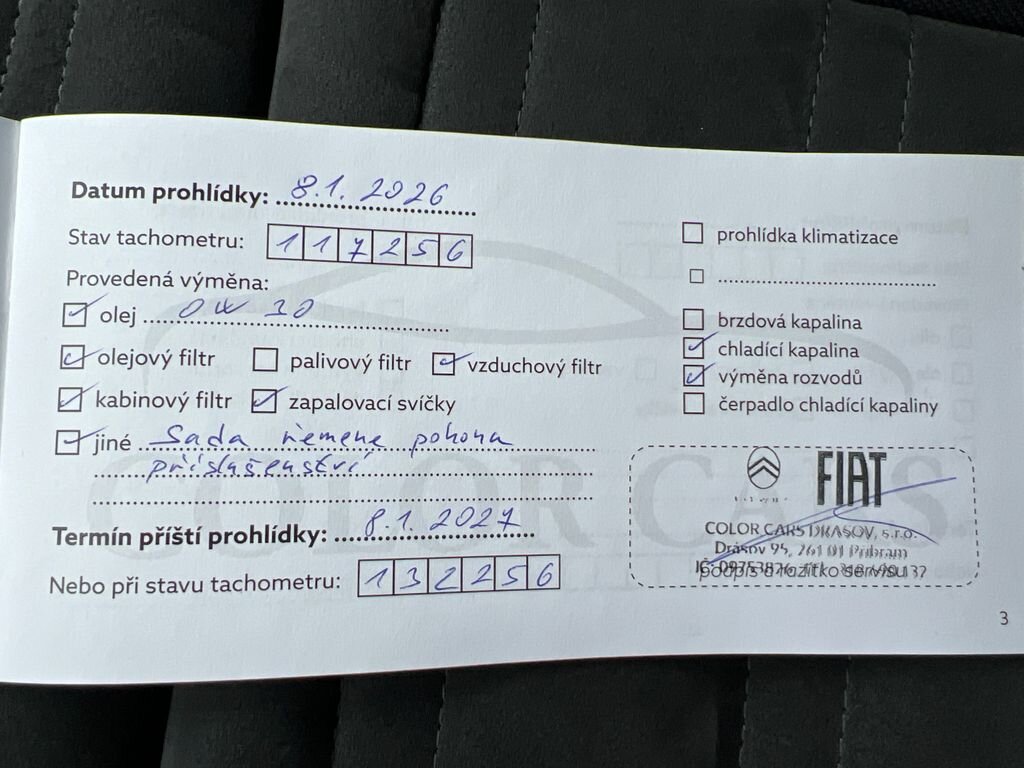 Datum prohlídky: 8.1. 2026
Stav tachometru: 117256
Provedená výměna:
olej 0W 30
olejový filtr palivový filtr vzduchový filtr
kabinový filtr zapalovací svíčky
jiné Sada řemene pohona
příslušenství
Termín příští prohlídky: 8.1. 2027
Nebo při stavu tachometru: 132256
prohlídka klimatizace
brzdová kapalina
chladící kapalina
výměna rozvodů
čerpadlo chladící kapaliny
COLOR CARS
FIAT
COLOR CARS DRASOV, s.r.o.
Drásov 95, 261 01 Příbram
podpis a razítko servisu
3